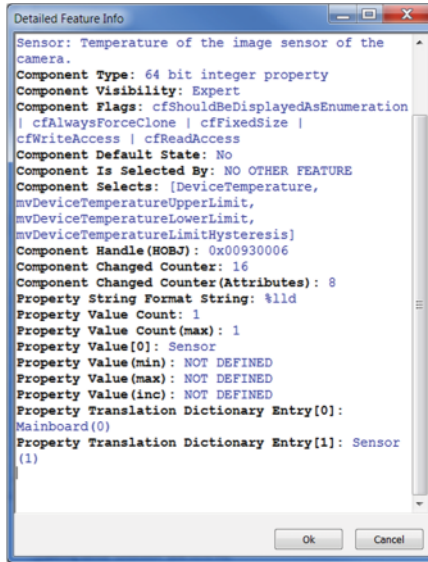 Detailed Feature Info
Sensor: Temperature of the image sensor of the
camera.
Component Type: 64 bit integer property
Component Visibility: Expert
Component Flags: cfShouldBeDisplayedAsEnumeration
| cfAlwaysForceClone | cfFixedSize |
cfWriteAccess | cfReadAccess
Component Default State: No
Component Is Selected By: NO OTHER FEATURE
Component Selects: [DeviceTemperature,
mvDeviceTemperatureUpperLimit,
mvDeviceTemperatureLowerLimit,
mvDeviceTemperatureLimitHysteresis]
Component Handle(HOBJ): 0x00930006
Component Changed Counter: 16
Component Changed Counter(Attributes): 8
Property String Format String: %lld
Property Value Count: 1
Property Value Count(max): 1
Property Value[0]: Sensor
Property Value(min): NOT DEFINED
Property Value(max): NOT DEFINED
Property Value(inc): NOT DEFINED
Property Translation Dictionary Entry[0]:
Mainboard(0)
Property Translation Dictionary Entry[1]: Sensor
(1)
Ok Cancel